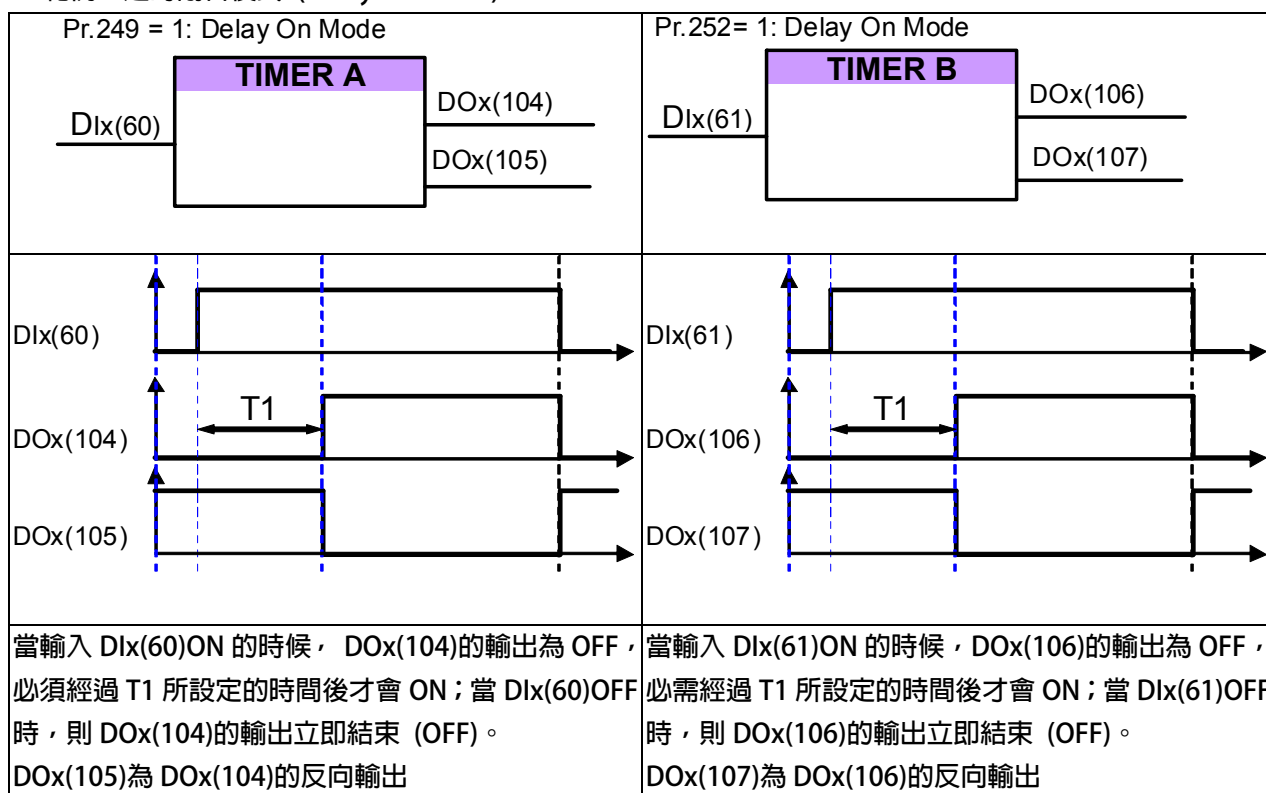 Pr.249 = 1: Delay On Mode
TIMER A
DIx(60)
DOx(104)
DOx(105)
Pr.252= 1: Delay On Mode
TIMER B
DIx(61)
DOx(106)
DOx(107)
DIx(60)
T1
DOx(104)
DOx(105)
DIx(61)
T1
DOx(106)
DOx(107)
當輸入 DIx(60)ON 的時候, DOx(104)的輸出為 OFF,
必須經過 T1 所設定的時間後才會 ON;當 DIx(60)OFF
時,則 DOx(104)的輸出立即結束 (OFF)。
DOx(105)為 DOx(104)的反向輸出
當輸入 DIx(61)ON 的時候,DOx(106)的輸出為 OFF,
必需經過 T1 所設定的時間後才會 ON;當 DIx(61)OFF
時,則 DOx(106)的輸出立即結束 (OFF)。
DOx(107)為 DOx(106)的反向輸出